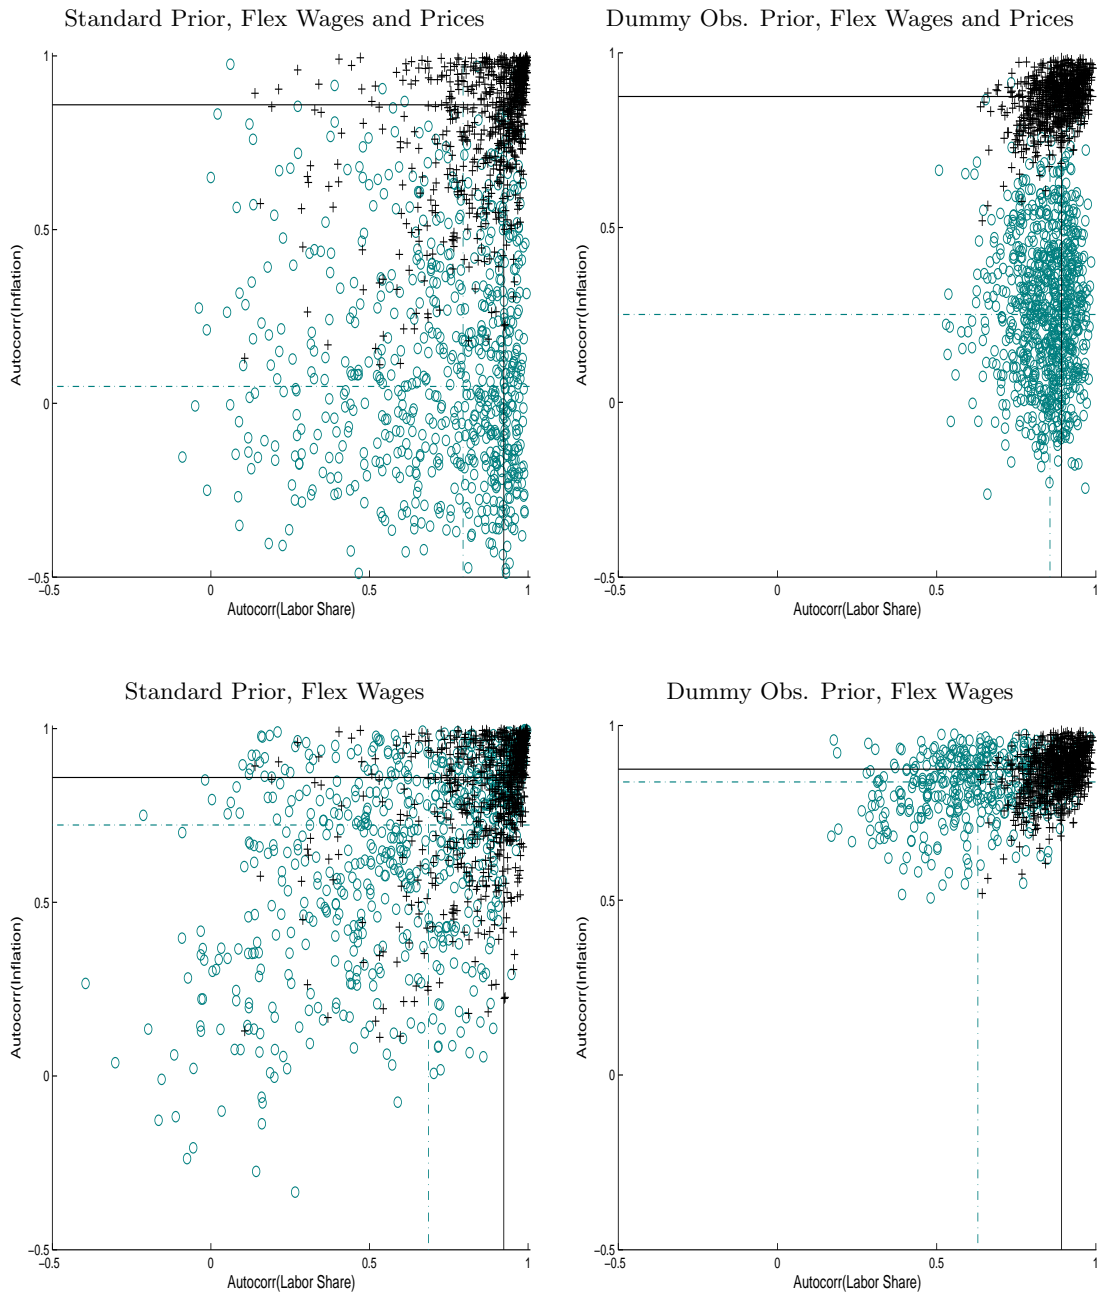 Standard Prior, Flex Wages and Prices
1
0.5
0
−0.5
Autocorr(Inflation)
−0.5
0
0.5
1
Autocorr(Labor Share)
Dummy Obs. Prior, Flex Wages and Prices
1
0.5
0
−0.5
Autocorr(Inflation)
−0.5
0
0.5
1
Autocorr(Labor Share)
Standard Prior, Flex Wages
1
0.5
0
−0.5
Autocorr(Inflation)
−0.5
0
0.5
1
Autocorr(Labor Share)
Dummy Obs. Prior, Flex Wages
1
0.5
0
−0.5
Autocorr(Inflation)
−0.5
0
0.5
1
Autocorr(Labor Share)